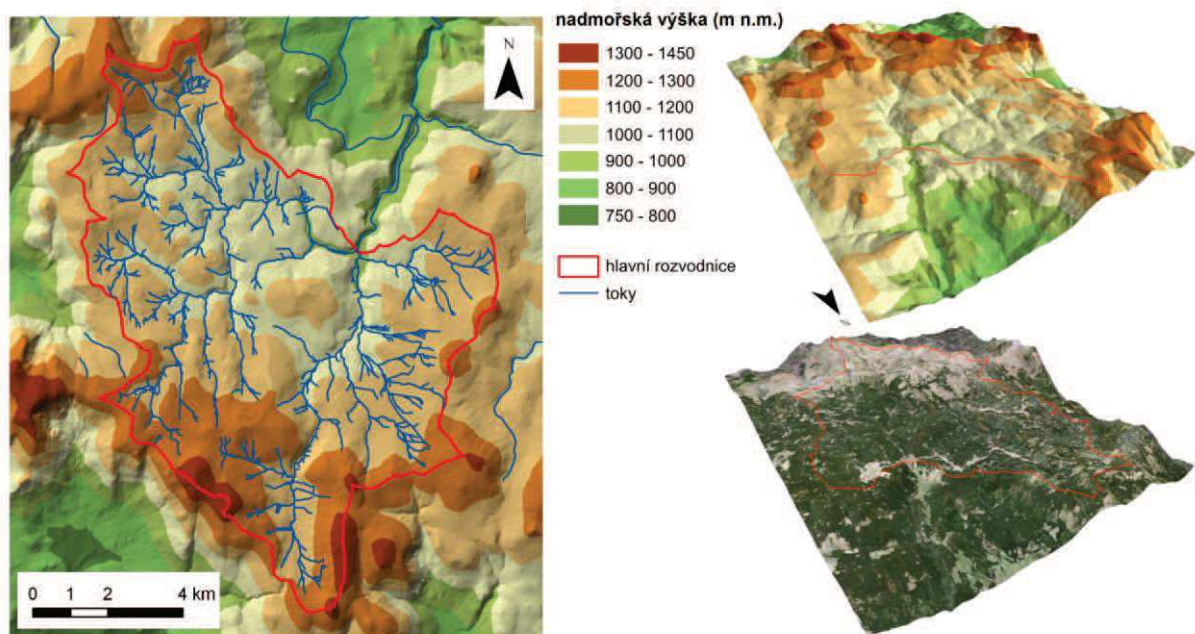 N
0 1 2 4 km
nadmořská výška (m n.m.)
1300 - 1450
1200 - 1300
1100 - 1200
1000 - 1100
900 - 1000
800 - 900
750 - 800
hlavní rozvodnice
toky